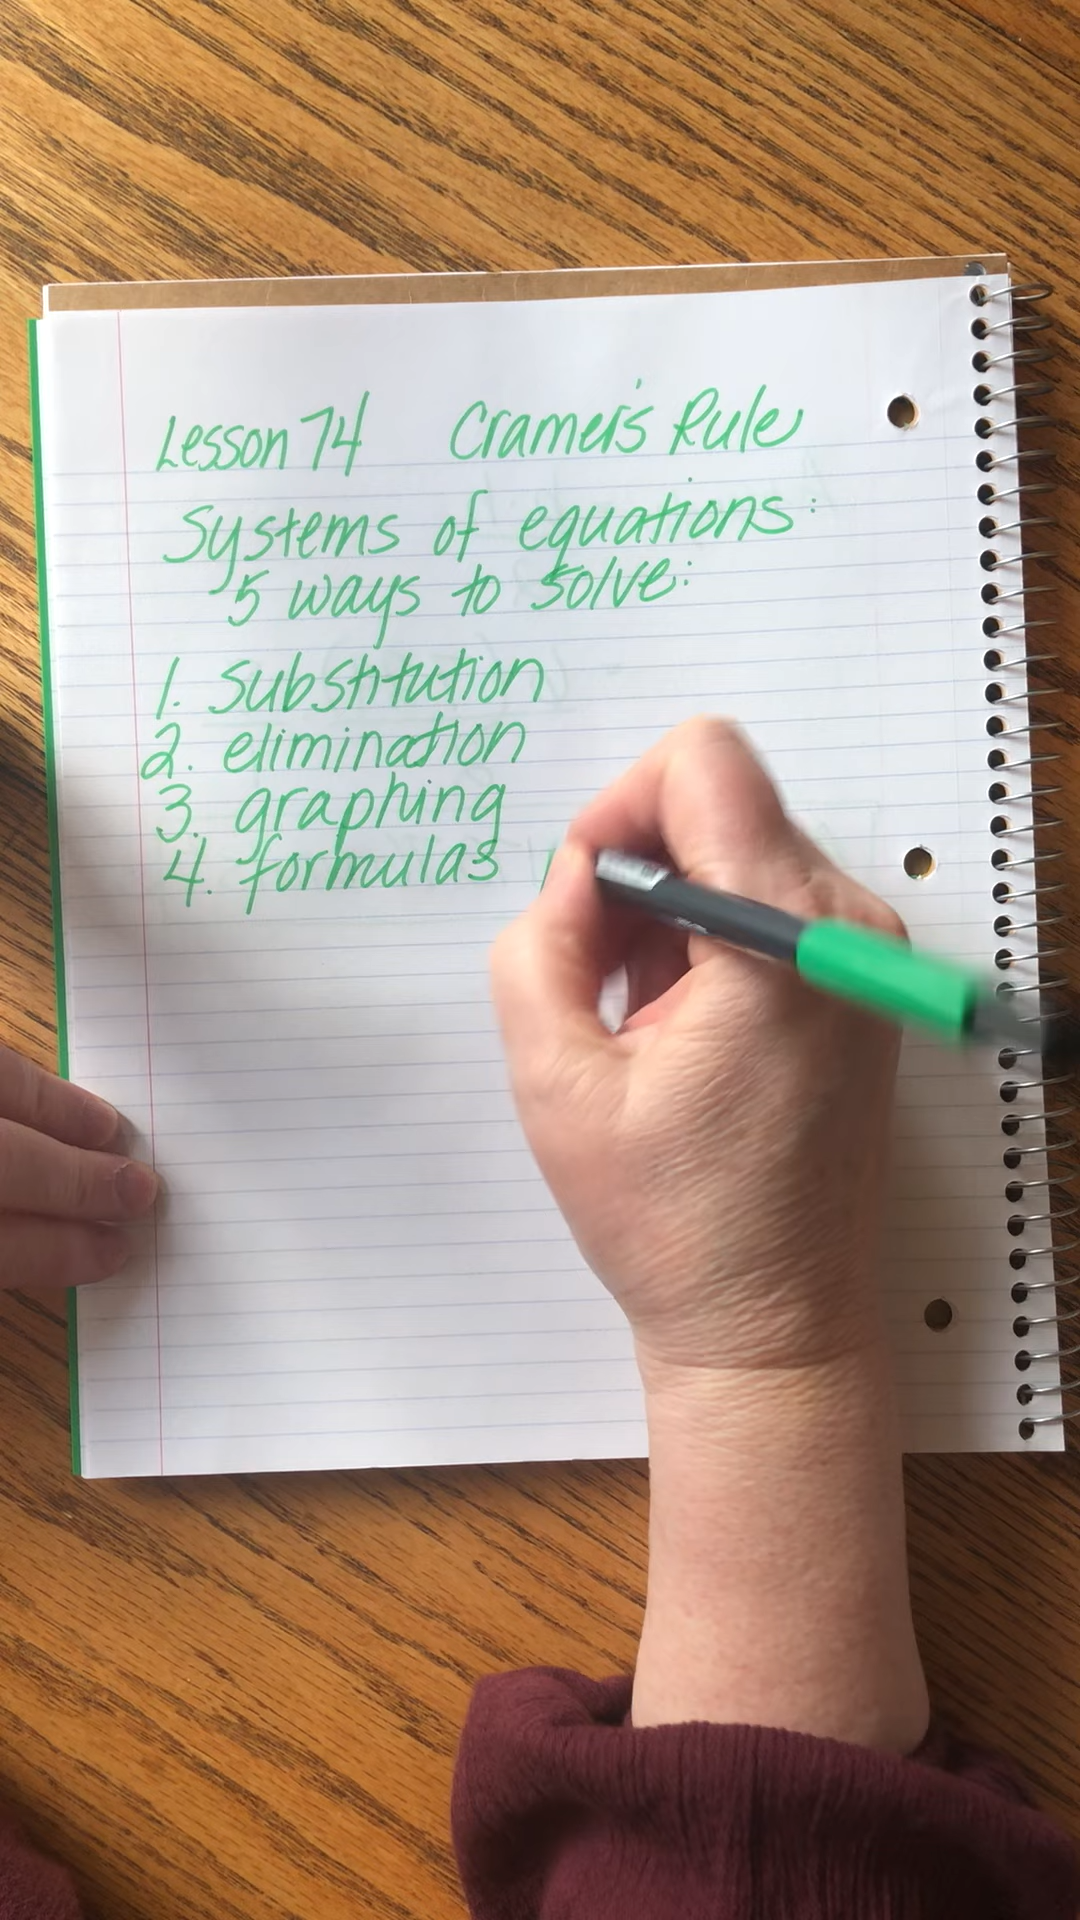 Lesson 74 Cramer's Rule
Systems of equations:
5 ways to solve:
1. substitution
2. elimination
3. graphing
4. formulas